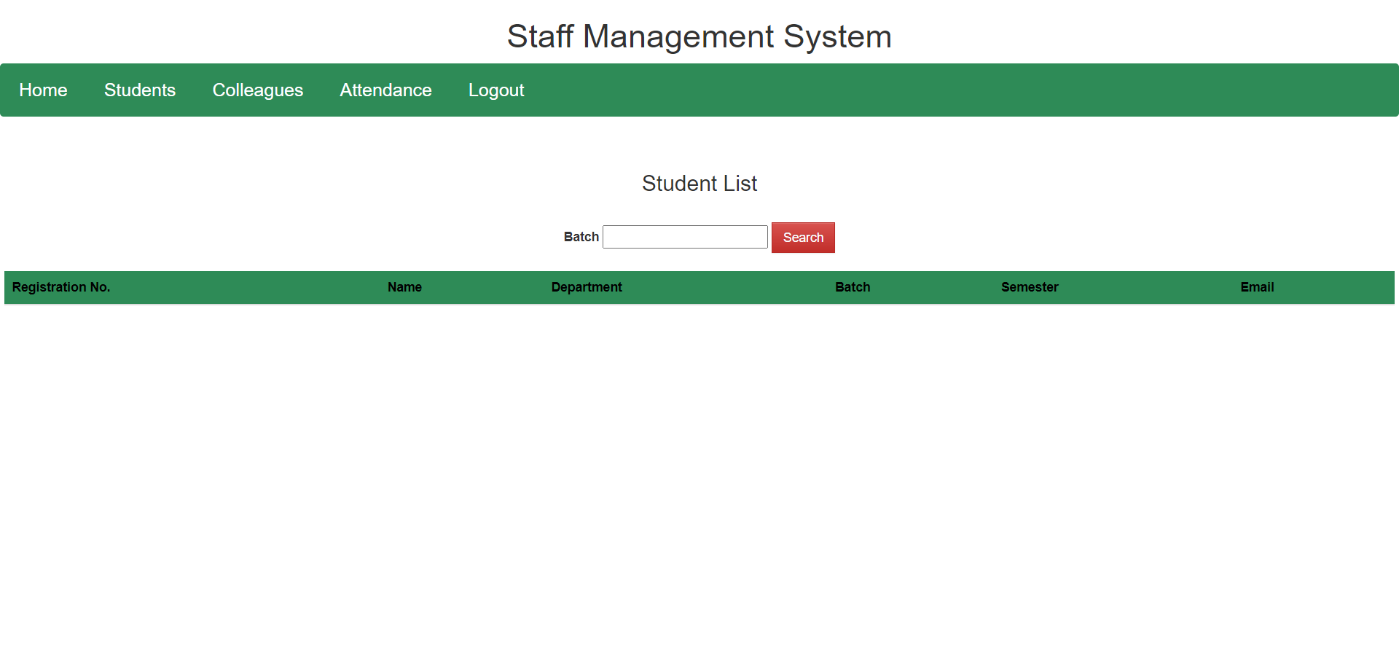 Staff Management System
Home Students Colleagues Attendance Logout
Student List
Batch Search
Registration No. Name Department Batch Semester Email